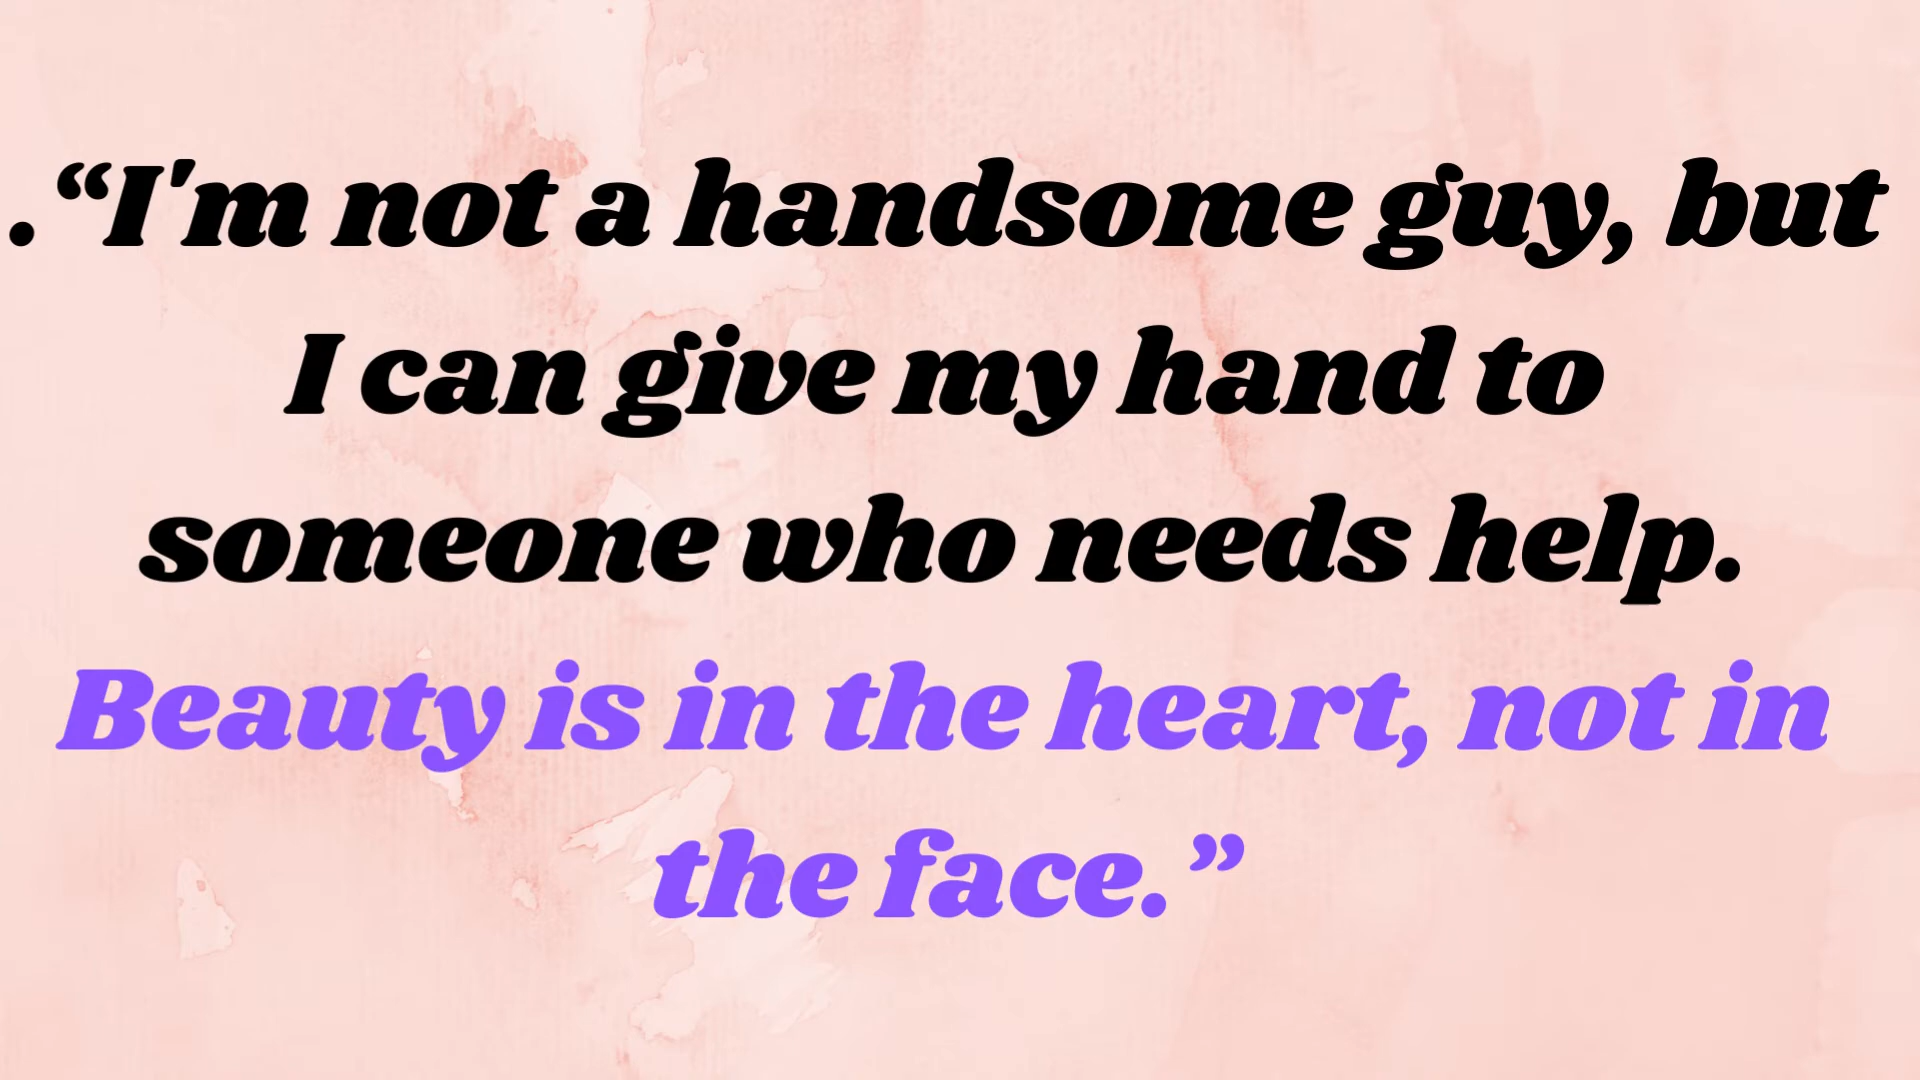 .“I'm not a handsome guy, but
I can give my hand to
someone who needs help.
Beauty is in the heart, not in
the face.”